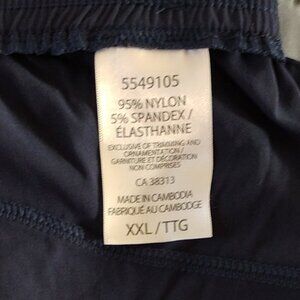 5549105
95% NYLON
5% SPANDEX /
ÉLASTHANNE
EXCLUSIVE OF TRIMMING AND
ORNAMENTATION /
GARNITURE ET DÉCORATION
NON COMPRISES
CA 38313
MADE IN CAMBODIA
FABRIQUÉ AU CAMBODGE
XXL / TTG